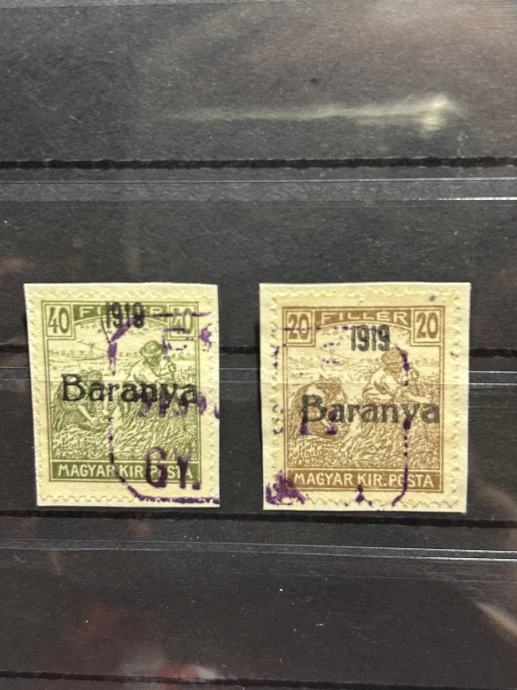 40 FILLÉR 40
1919
Baranya
GY.
MAGYAR KIR. POSTA
20 FILLÉR 20
1919
Baranya
MAGYAR KIR. POSTA